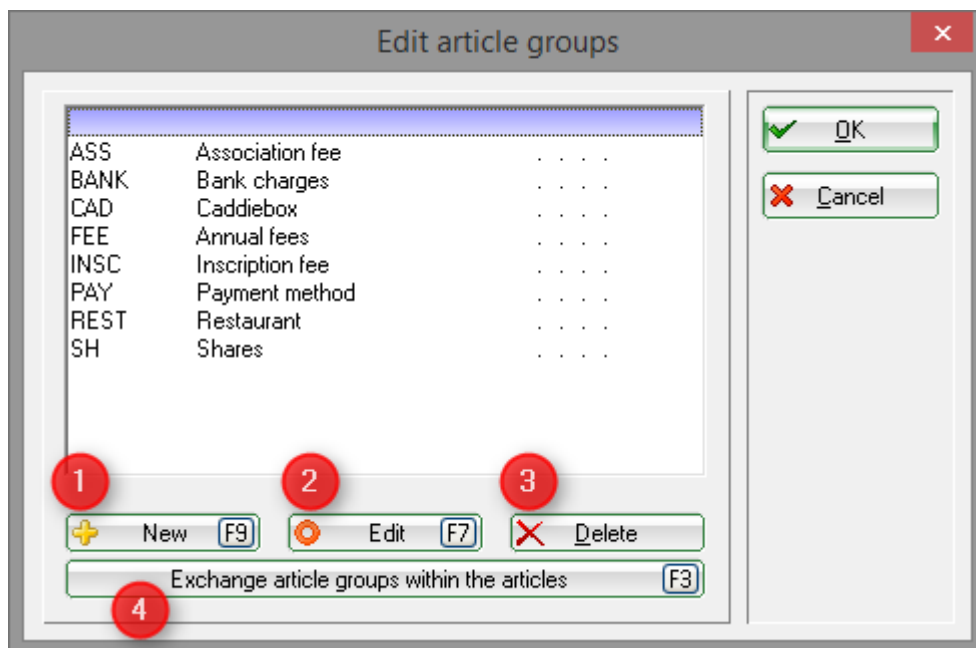 Edit article groups
ASS Association fee . . . .
BANK Bank charges . . . .
CAD Caddiebox . . . .
FEE Annual fees . . . .
INSC Inscription fee . . . .
PAY Payment method . . . .
REST Restaurant . . . .
SH Shares . . . .
OK
Cancel
1 2 3
New F9 Edit F7 Delete
Exchange article groups within the articles F3
4